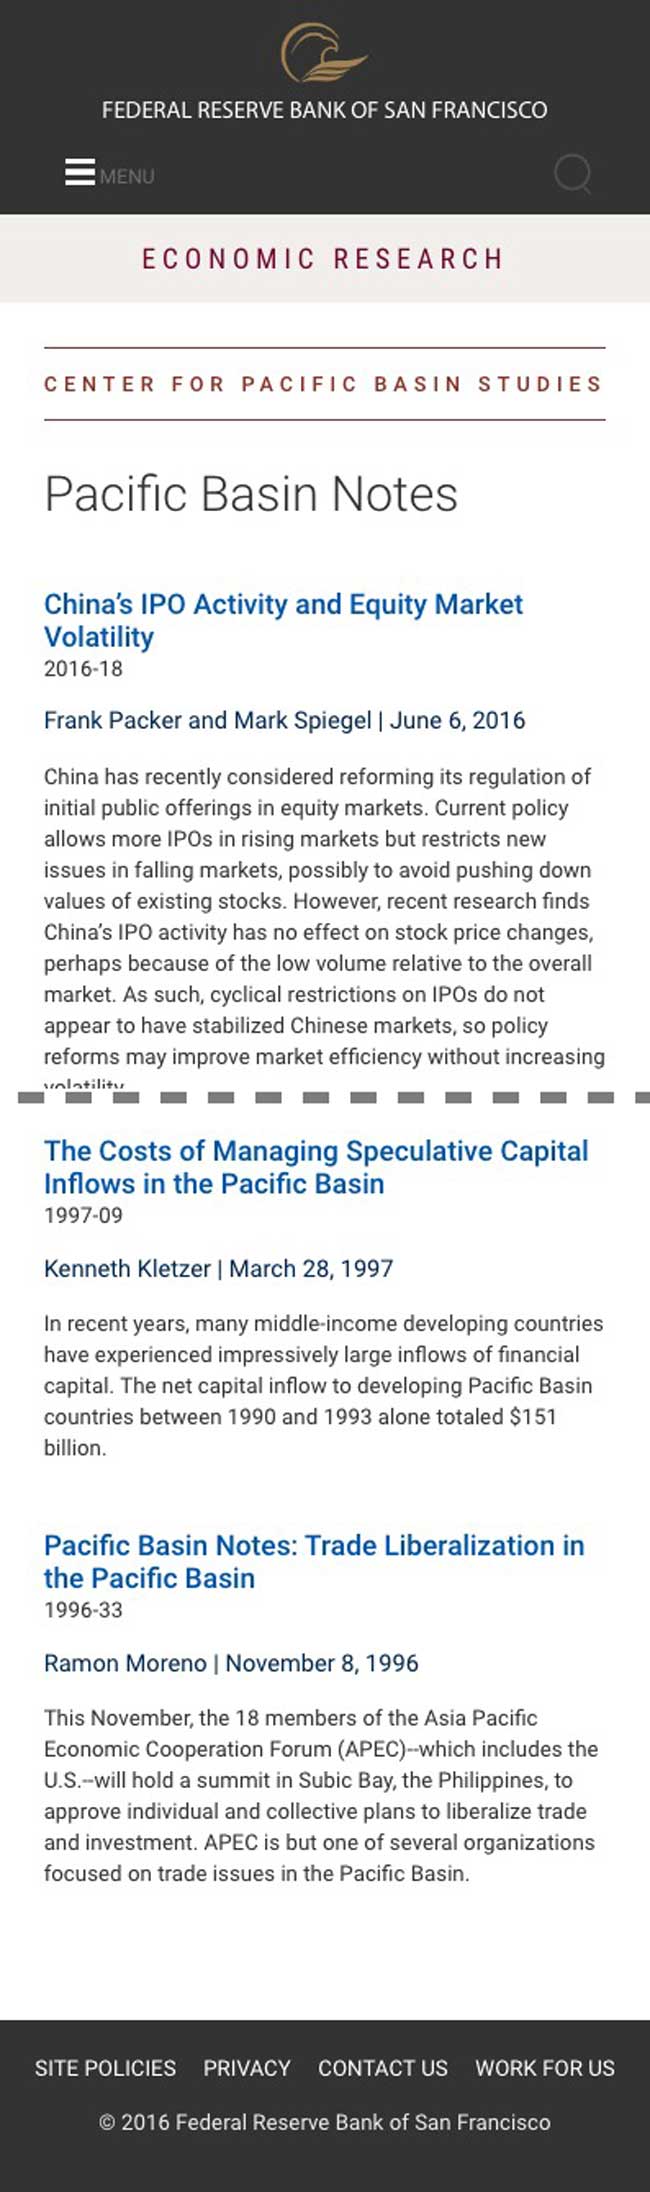 FEDERAL RESERVE BANK OF SAN FRANCISCO
MENU
ECONOMIC RESEARCH
CENTER FOR PACIFIC BASIN STUDIES
Pacific Basin Notes
China’s IPO Activity and Equity Market
Volatility
2016-18
Frank Packer and Mark Spiegel | June 6, 2016
China has recently considered reforming its regulation of
initial public offerings in equity markets. Current policy
allows more IPOs in rising markets but restricts new
issues in falling markets, possibly to avoid pushing down
values of existing stocks. However, recent research finds
China’s IPO activity has no effect on stock price changes,
perhaps because of the low volume relative to the overall
market. As such, cyclical restrictions on IPOs do not
appear to have stabilized Chinese markets, so policy
reforms may improve market efficiency without increasing
volatility.
The Costs of Managing Speculative Capital
Inflows in the Pacific Basin
1997-09
Kenneth Kletzer | March 28, 1997
In recent years, many middle-income developing countries
have experienced impressively large inflows of financial
capital. The net capital inflow to developing Pacific Basin
countries between 1990 and 1993 alone totaled $151
billion.
Pacific Basin Notes: Trade Liberalization in
the Pacific Basin
1996-33
Ramon Moreno | November 8, 1996
This November, the 18 members of the Asia Pacific
Economic Cooperation Forum (APEC)--which includes the
U.S.--will hold a summit in Subic Bay, the Philippines, to
approve individual and collective plans to liberalize trade
and investment. APEC is but one of several organizations
focused on trade issues in the Pacific Basin.
SITE POLICIES PRIVACY CONTACT US WORK FOR US
© 2016 Federal Reserve Bank of San Francisco